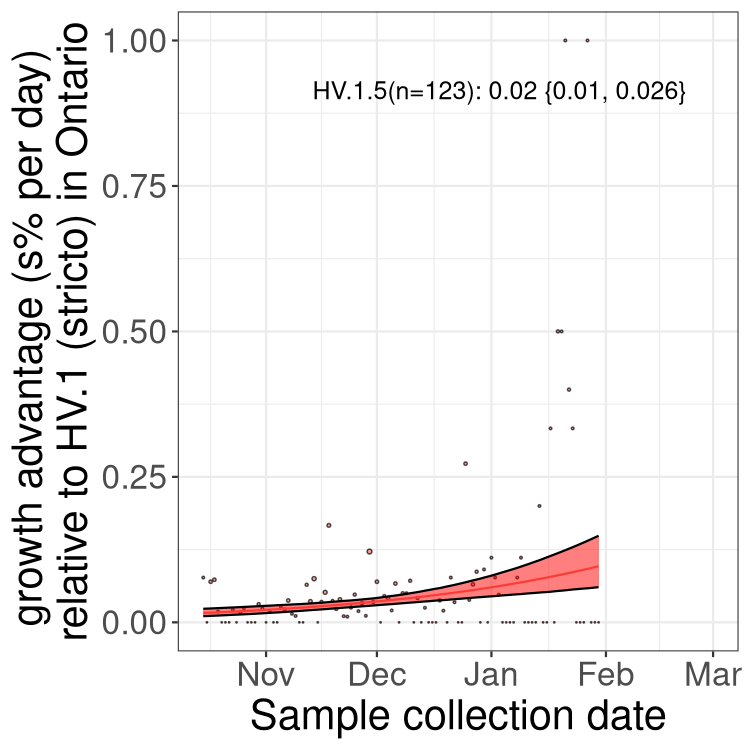 growth advantage (s% per day)
relative to HV.1 (stricto) in Ontario
1.00
0.75
0.50
0.25
0.00
HV.1.5(n=123): 0.02 {0.01, 0.026}
Nov Dec Jan Feb Mar
Sample collection date